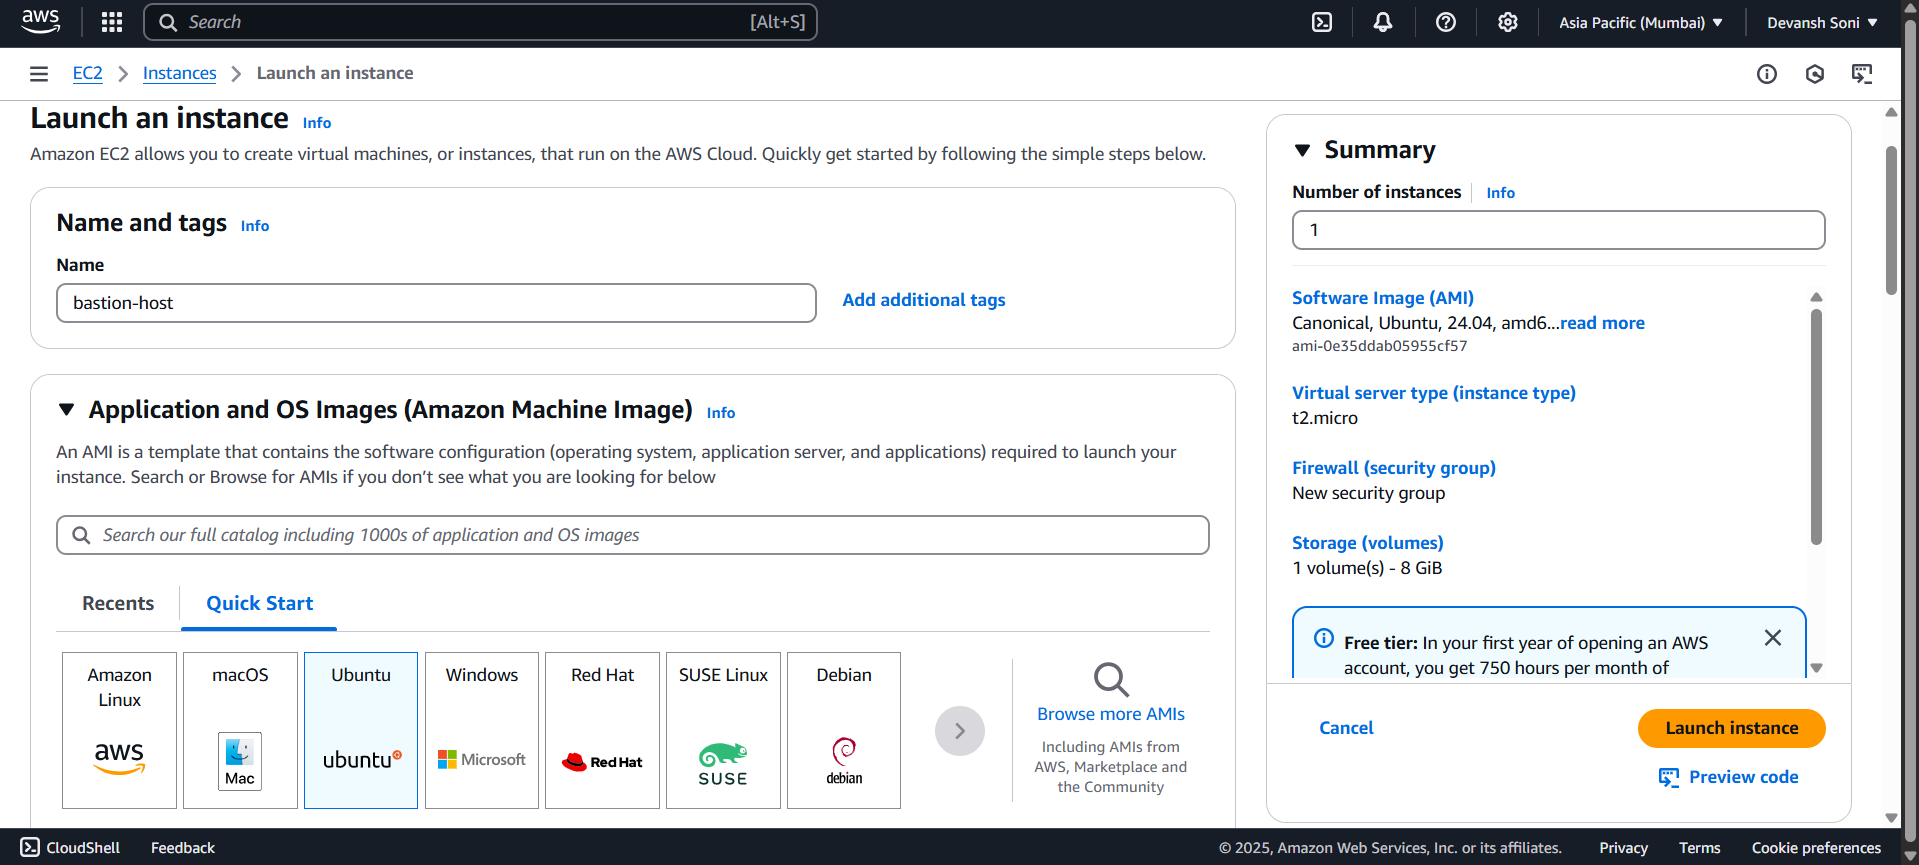 aws
Search [Alt+S]
Asia Pacific (Mumbai)
Devansh Soni
EC2
Instances
Launch an instance
Launch an instance Info
Amazon EC2 allows you to create virtual machines, or instances, that run on the AWS Cloud. Quickly get started by following the simple steps below.
Name and tags Info
Name
bastion-host
Add additional tags
Application and OS Images (Amazon Machine Image) Info
An AMI is a template that contains the software configuration (operating system, application server, and applications) required to launch your
instance. Search or Browse for AMIs if you don’t see what you are looking for below
Search our full catalog including 1000s of application and OS images
Recents
Quick Start
Amazon
Linux
aws
macOS
Mac
Ubuntu
ubuntu
Windows
Microsoft
Red Hat
Red Hat
SUSE Linux
SUSE
Debian
debian
Browse more AMIs
Including AMIs from
AWS, Marketplace and
the Community
Summary
Number of instances Info
1
Software Image (AMI)
Canonical, Ubuntu, 24.04, amd6...read more
ami-0e35ddab05955cf57
Virtual server type (instance type)
t2.micro
Firewall (security group)
New security group
Storage (volumes)
1 volume(s) - 8 GiB
Free tier: In your first year of opening an AWS
account, you get 750 hours per month of
Cancel
Launch instance
Preview code
CloudShell
Feedback
© 2025, Amazon Web Services, Inc. or its affiliates.
Privacy
Terms
Cookie preferences